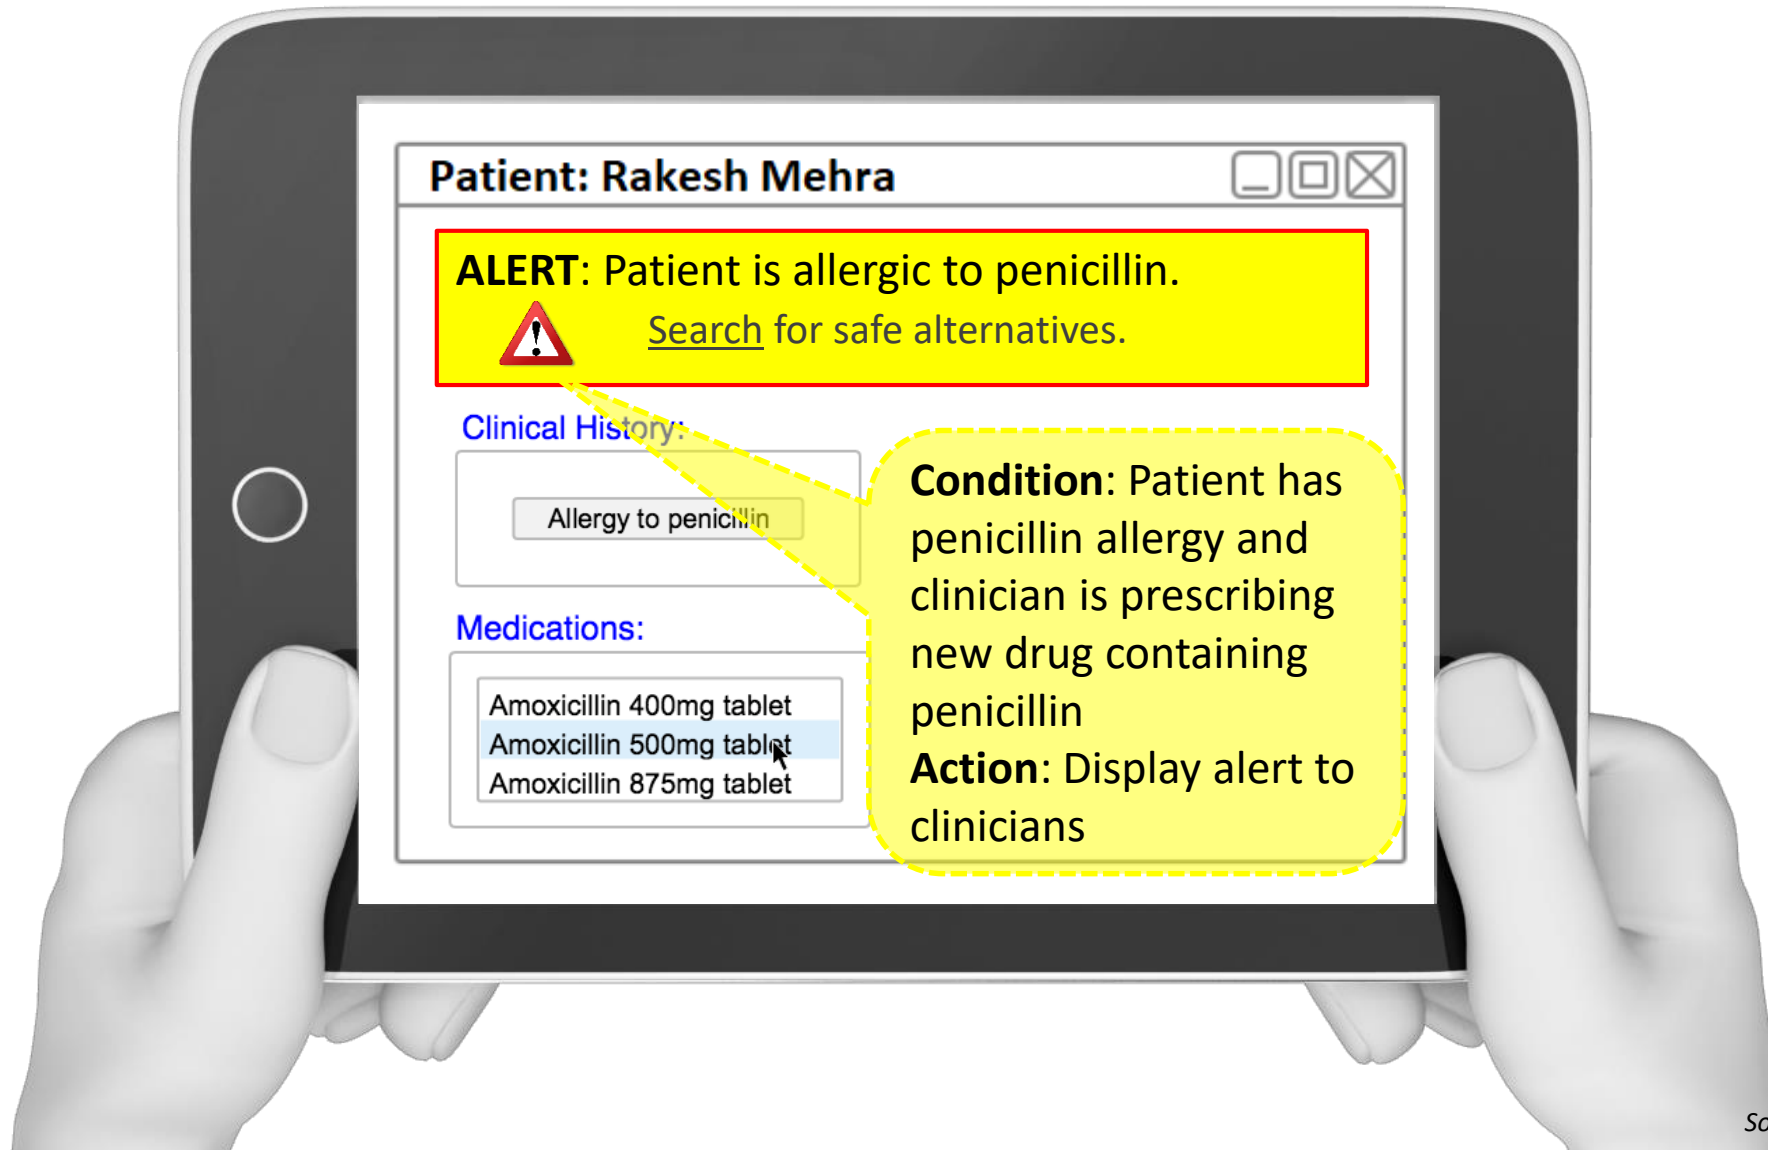 Patient: Rakesh Mehra
ALERT: Patient is allergic to penicillin.
Search for safe alternatives.
Clinical History:
Allergy to penicillin
Medications:
Amoxicillin 400mg tablet
Amoxicillin 500mg tablet
Amoxicillin 875mg tablet
Condition: Patient has
penicillin allergy and
clinician is prescribing
new drug containing
penicillin
Action: Display alert to
clinicians